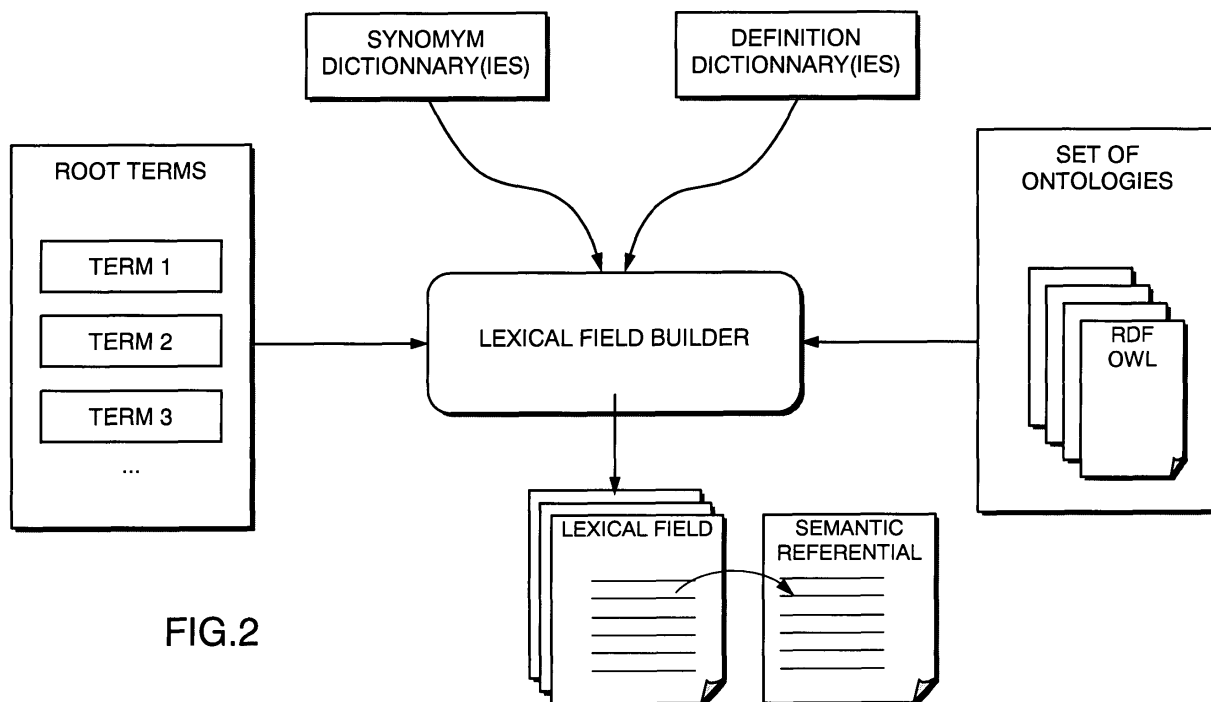 SYNOMYM
DICTIONNARY(IES)
DEFINITION
DICTIONNARY(IES)
ROOT TERMS
TERM 1
TERM 2
TERM 3
...
SET OF
ONTOLOGIES
RDF
OWL
LEXICAL FIELD BUILDER
LEXICAL FIELD
SEMANTIC
REFERENTIAL
FIG.2